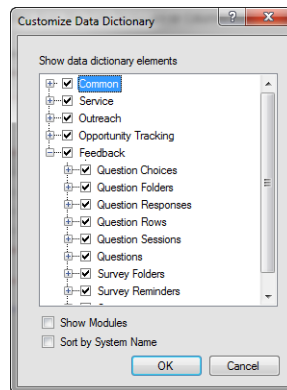 Customize Data Dictionary
Show data dictionary elements
Common
Service
Outreach
Opportunity Tracking
Feedback
Question Choices
Question Folders
Question Responses
Question Rows
Question Sessions
Questions
Survey Folders
Survey Reminders
Show Modules
Sort by System Name
OK
Cancel